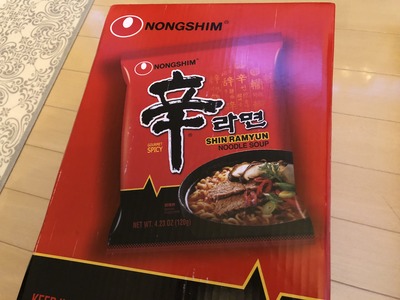 NONGSHIM
NONGSHIM
辛
라면
SHIN RAMYUN
NOODLE SOUP
GOURMET
SPICY
NET WT. 4.23 OZ (120g)